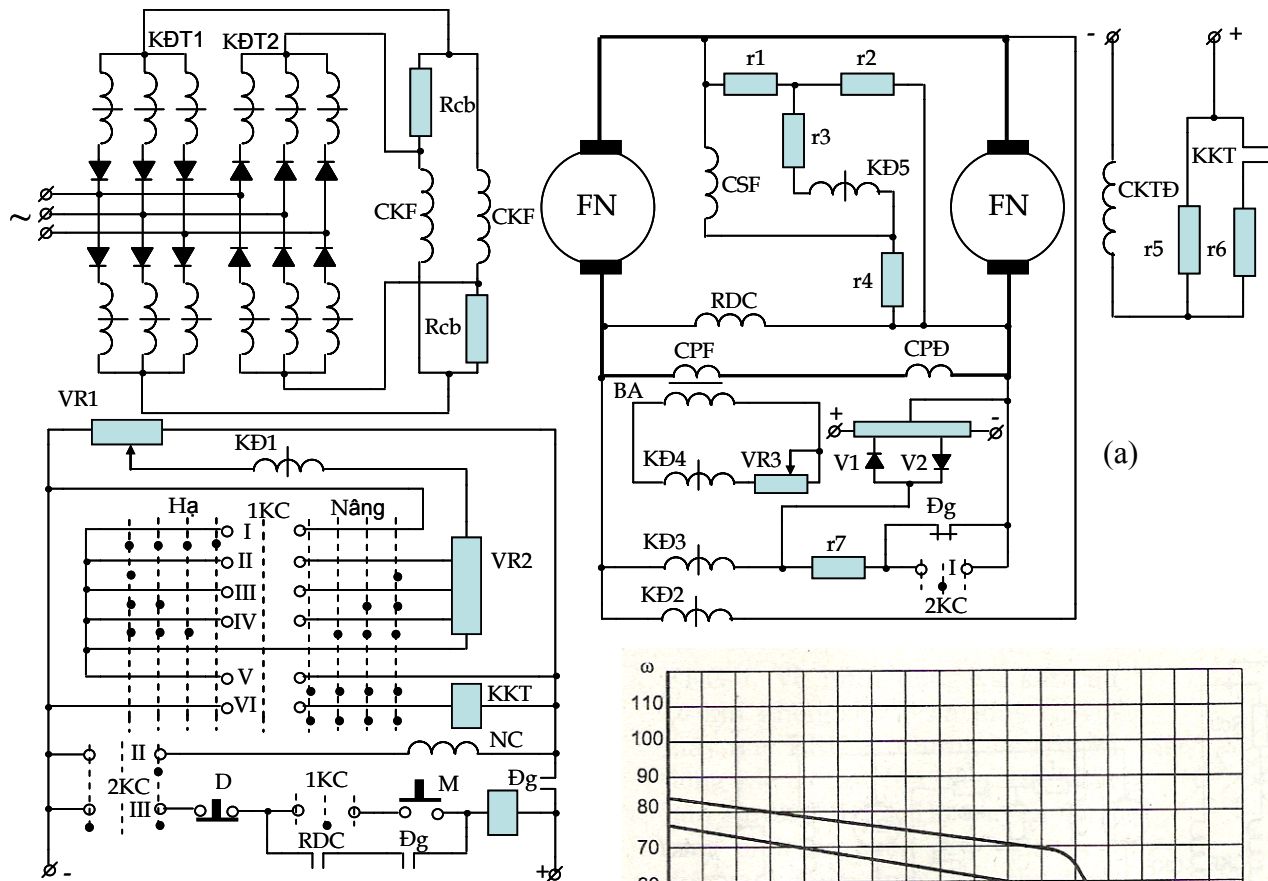 KĐT1
KĐT2
Rcb
CKF
CKF
Rcb
~
VR1
KĐ1
Hạ
1KC
Nâng
I
II
III
IV
V
VI
VR2
KKT
II
NC
2KC
III
D
1KC
M
Đg
RDC
Đg
-
+
r1
r2
r3
KĐ5
CSF
FN
FN
r4
RDC
CPF
CPĐ
BA
+
-
KĐ4
VR3
V1
V2
Đg
KĐ3
r7
I
2KC
KĐ2
-
+
KKT
CKTĐ
r5
r6
(a)
ω
110
100
90
80
70